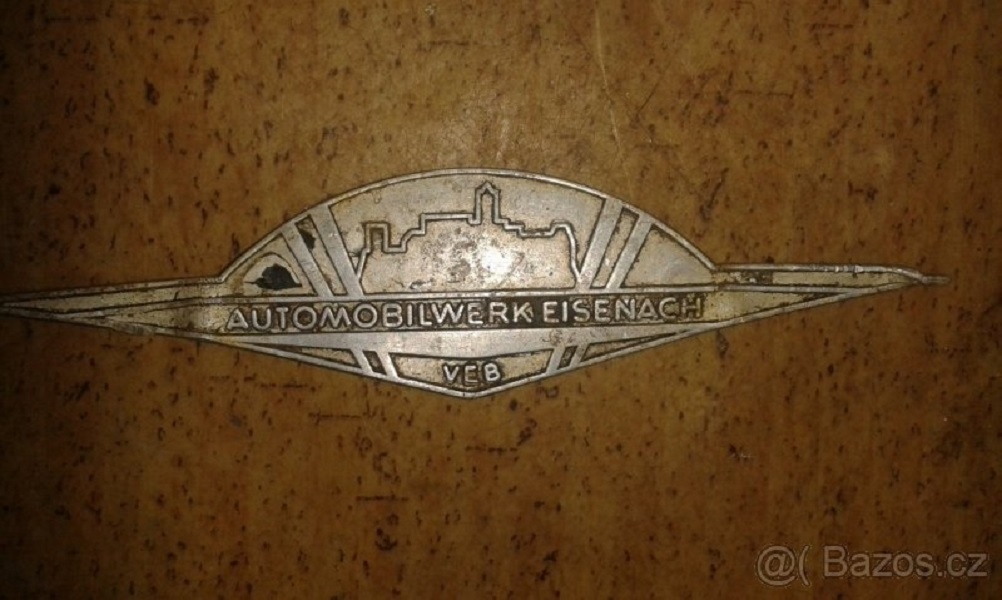 AUTOMOBILWERK EISENACH
VEB
@( Bazos.cz